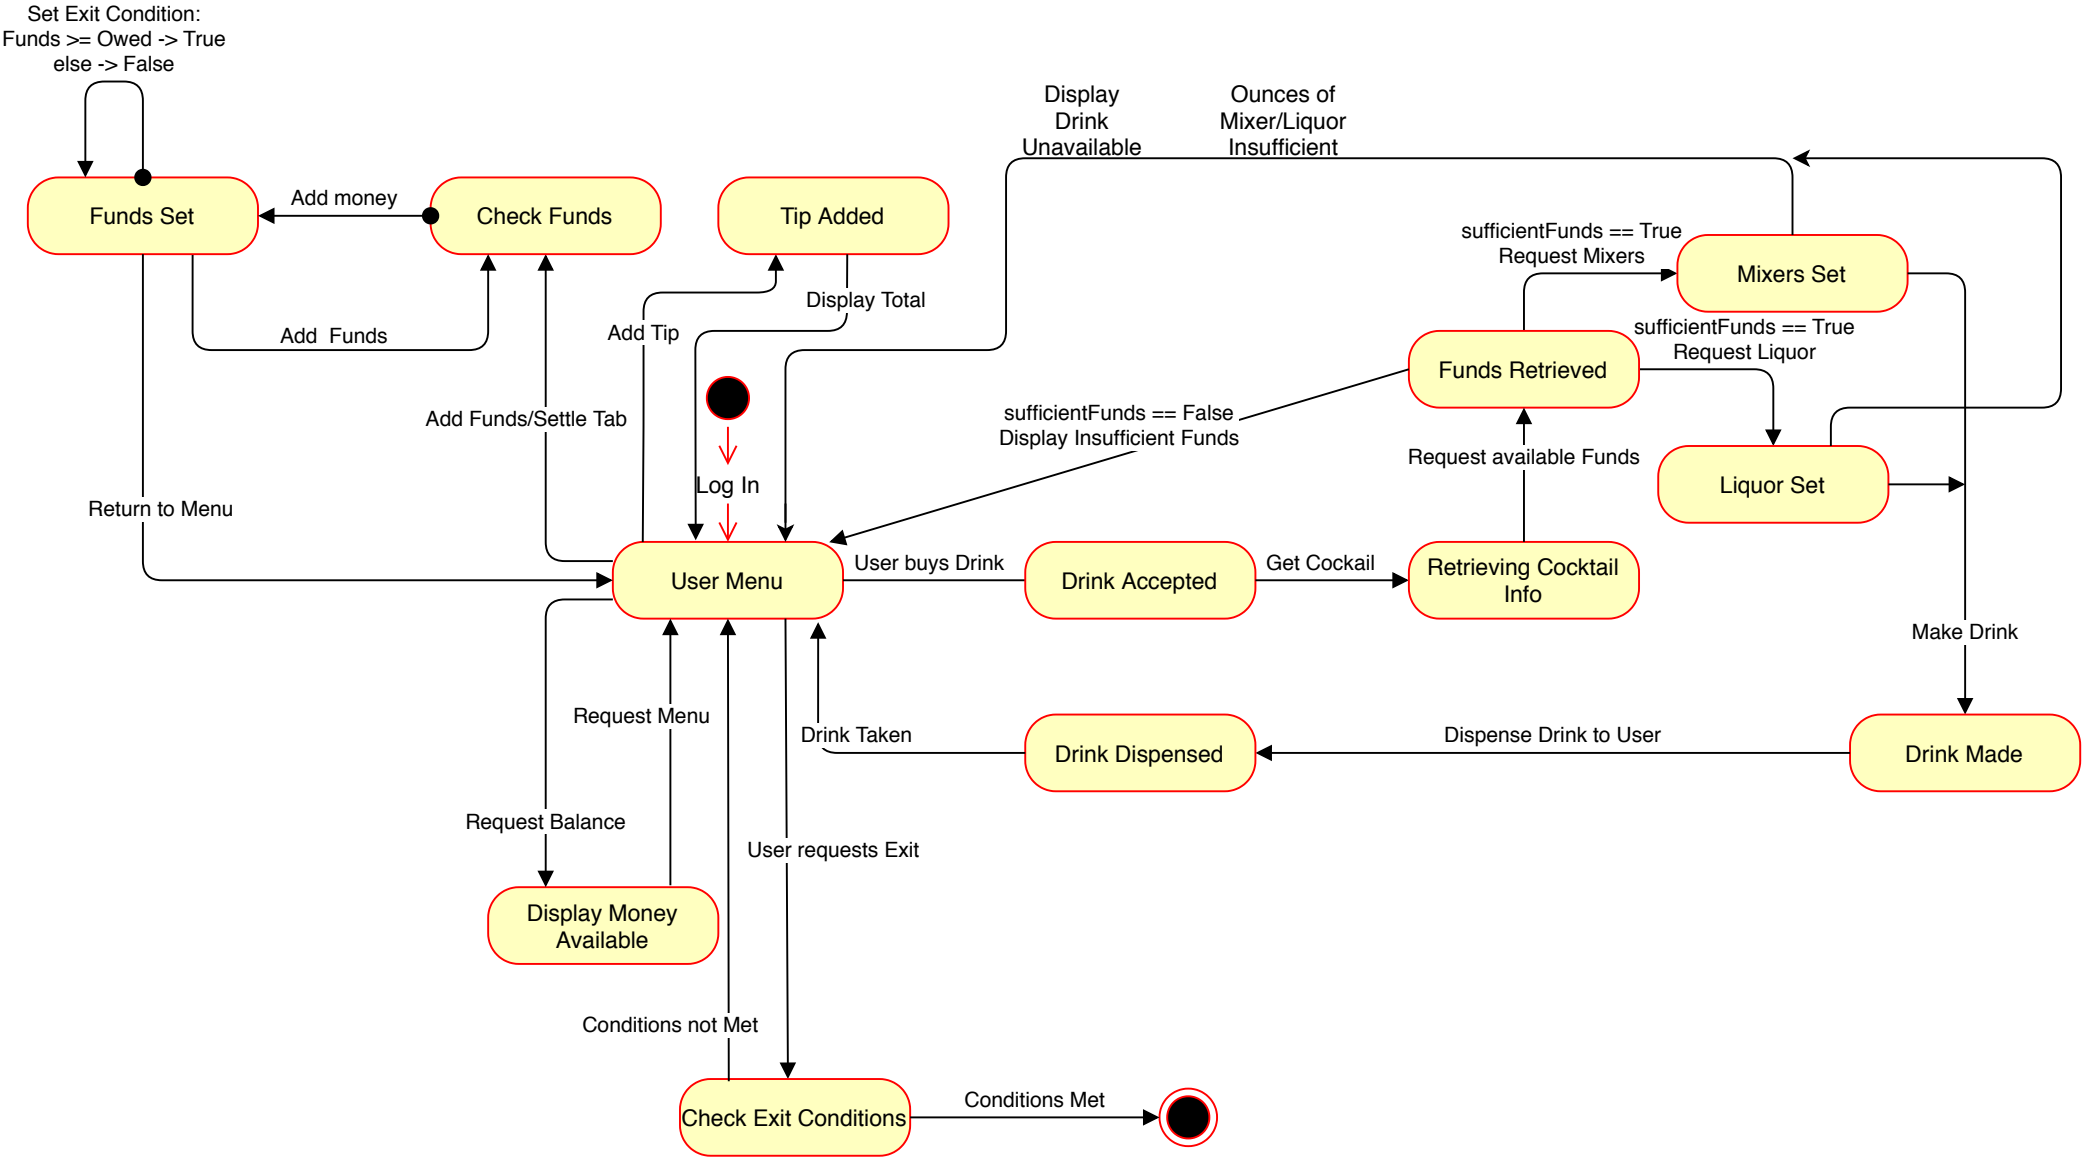 Set Exit Condition:
Funds >= Owed -> True
else -> False
Display
Drink
Unavailable
Ounces of
Mixer/Liquor
Insufficient
Funds Set
Add money
Check Funds
Tip Added
sufficientFunds == True
Request Mixers
Mixers Set
Display Total
Add Tip
Add  Funds
sufficientFunds == True
Request Liquor
Funds Retrieved
Add Funds/Settle Tab
sufficientFunds == False
Display Insufficient Funds
Request available Funds
Log In
Liquor Set
Return to Menu
User Menu
User buys Drink
Drink Accepted
Get Cockail
Retrieving Cocktail
Info
Make Drink
Request Menu
Drink Taken
Drink Dispensed
Dispense Drink to User
Drink Made
Request Balance
User requests Exit
Display Money
Available
Conditions not Met
Check Exit Conditions
Conditions Met